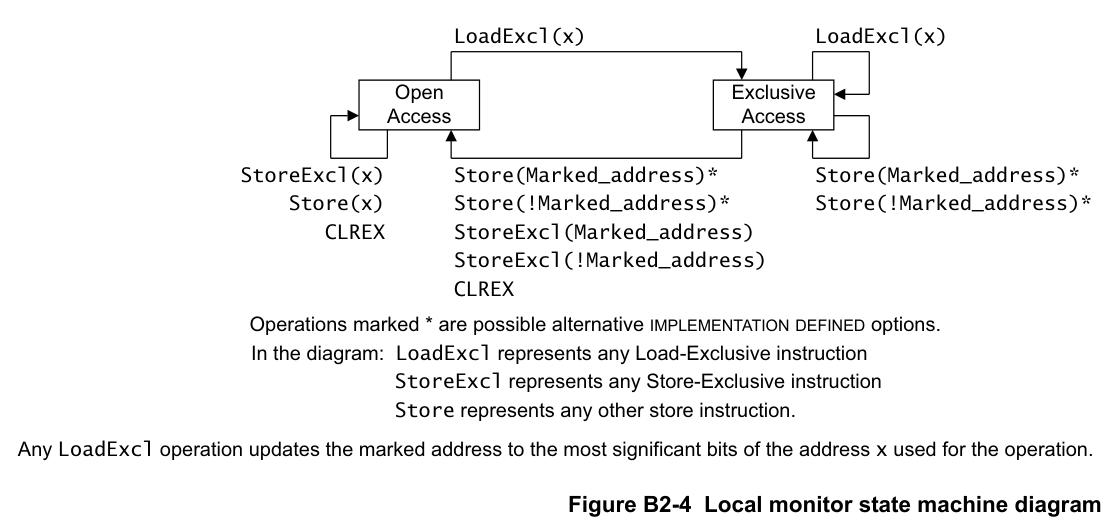 LoadExcl(x)
LoadExcl(x)
Open
Access
Exclusive
Access
StoreExcl(x)
Store(x)
CLREX
Store(Marked_address)*
Store(!Marked_address)*
StoreExcl(Marked_address)
StoreExcl(!Marked_address)
CLREX
Store(Marked_address)*
Store(!Marked_address)*
Operations marked * are possible alternative IMPLEMENTATION DEFINED options.
In the diagram: LoadExcl represents any Load-Exclusive instruction
StoreExcl represents any Store-Exclusive instruction
Store represents any other store instruction.
Any LoadExcl operation updates the marked address to the most significant bits of the address x used for the operation.
Figure B2-4 Local monitor state machine diagram